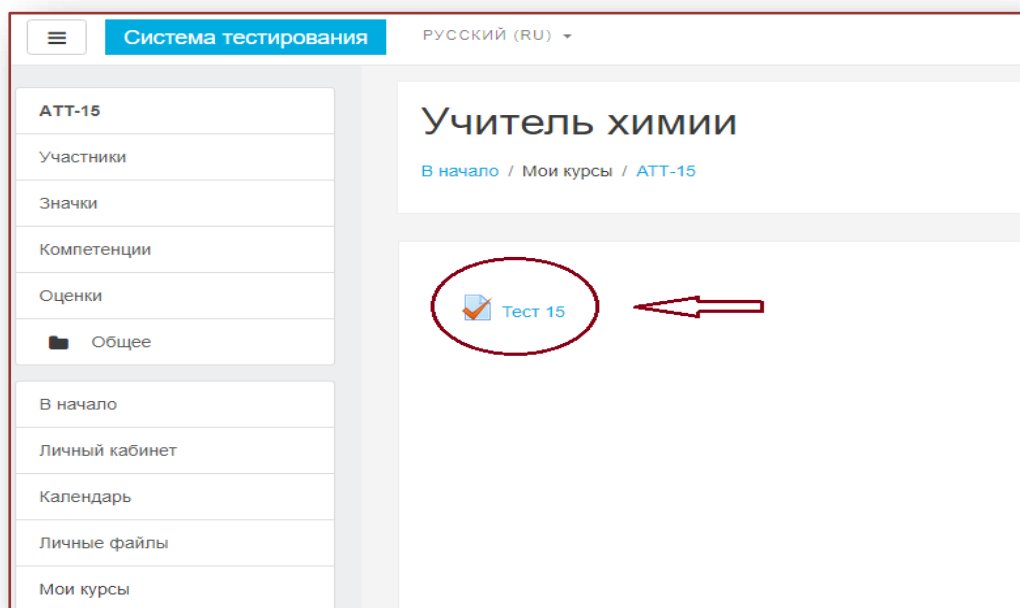 Система тестирования
РУССКИЙ (RU)
АТТ-15
Участники
Значки
Компетенции
Оценки
Общее
В начало
Личный кабинет
Календарь
Личные файлы
Мои курсы
Учитель химии
В начало / Мои курсы / АТТ-15
Тест 15